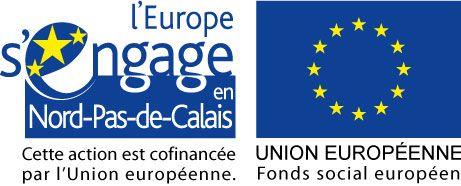 l'Europe
s'engage
en
Nord-Pas-de-Calais
Cette action est cofinancée
par l'Union européenne.
UNION EUROPÉENNE
Fonds social européen